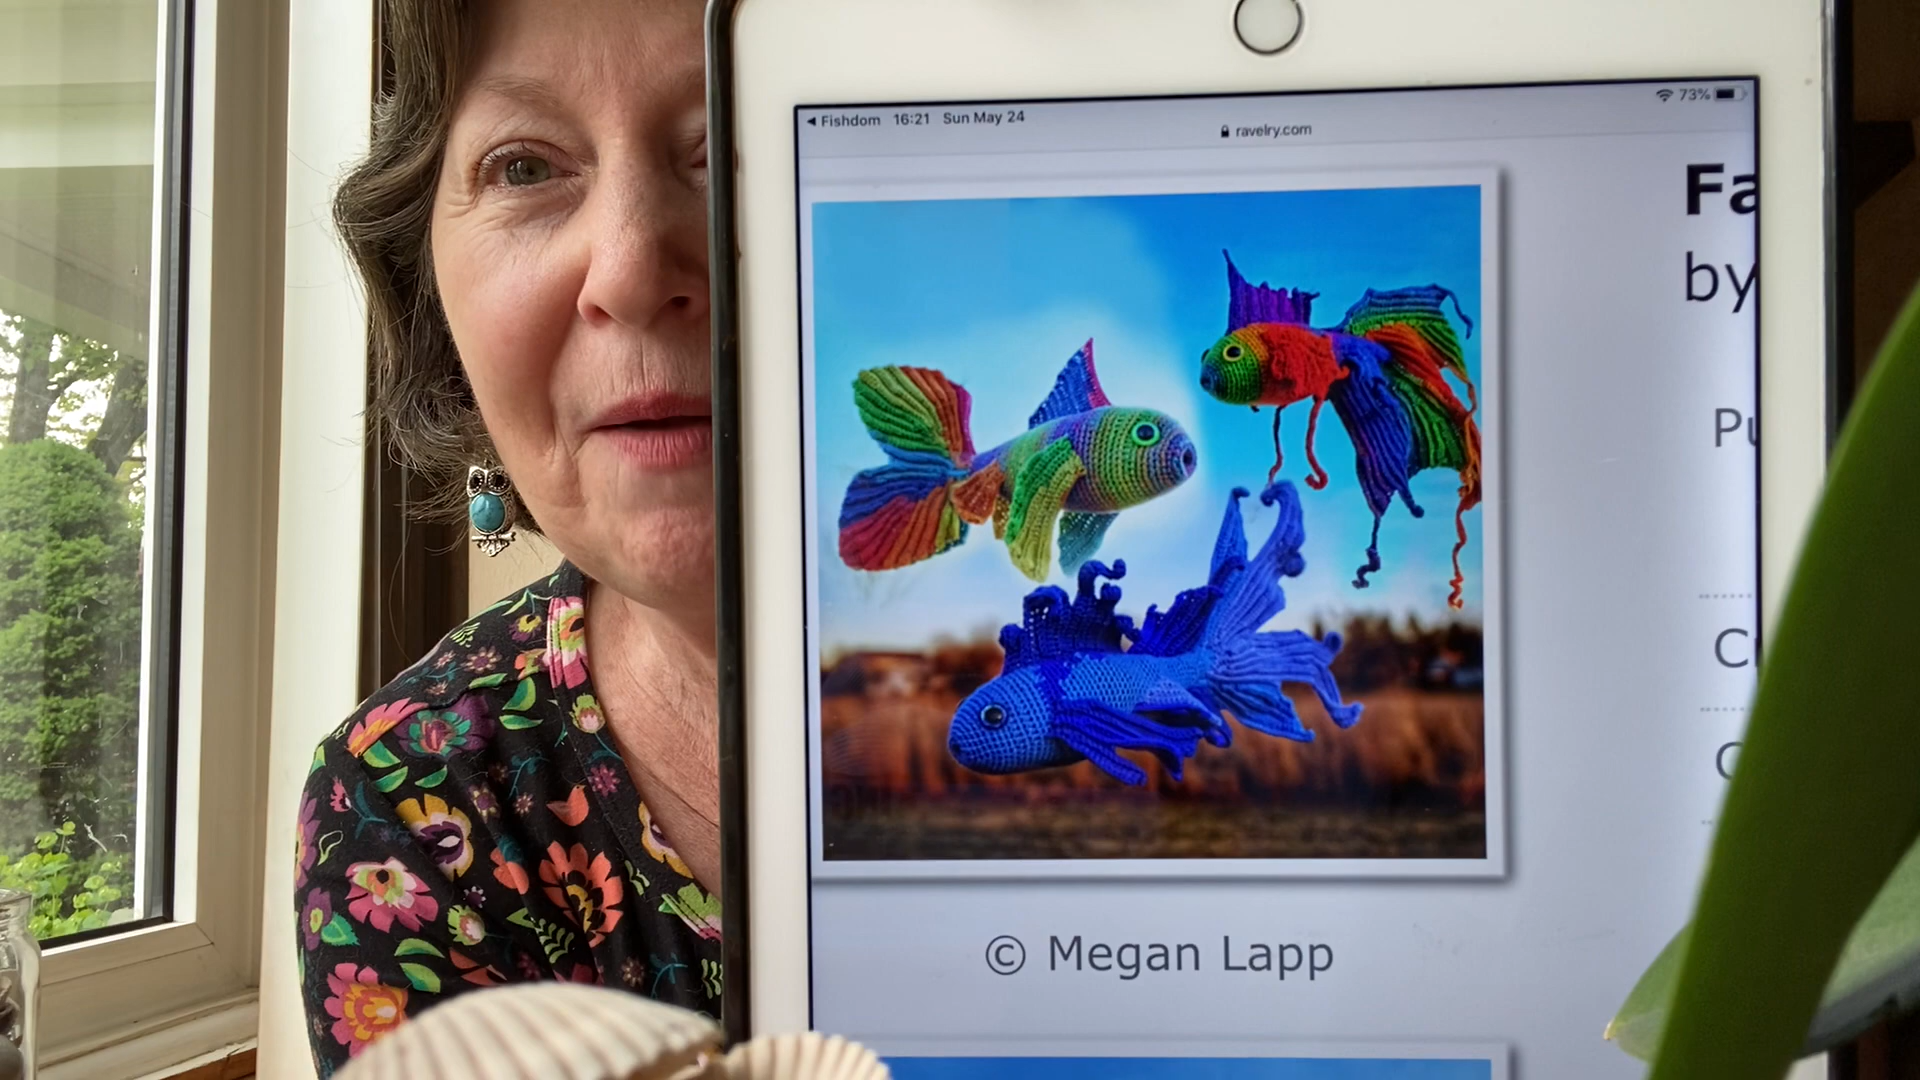 ◀ Fishdom 16:21 Sun May 24
73%
ravelry.com
Fa
by
Pu
© Megan Lapp